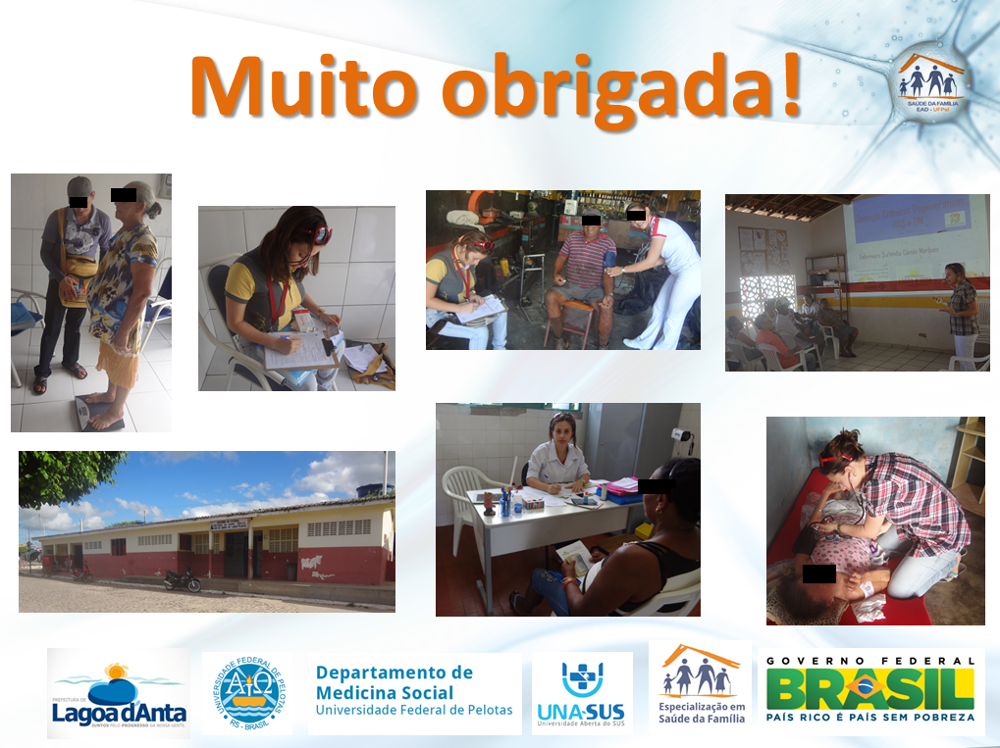 Muito obrigada!
SAÚDE DA FAMÍLIA
EAD - UFPel
PREFEITURA DE
Lagoa d'Anta
JUNTOS PELO PROGRESSO DE NOSSA GENTE.
UNIVERSIDADE FEDERAL DE PELOTAS
RS - BRASIL
Departamento de
Medicina Social
Universidade Federal de Pelotas
UNA-SUS
Universidade Aberta do SUS
Especialização em
Saúde da Família
GOVERNO FEDERAL
BRASIL
PAÍS RICO É PAÍS SEM POBREZA